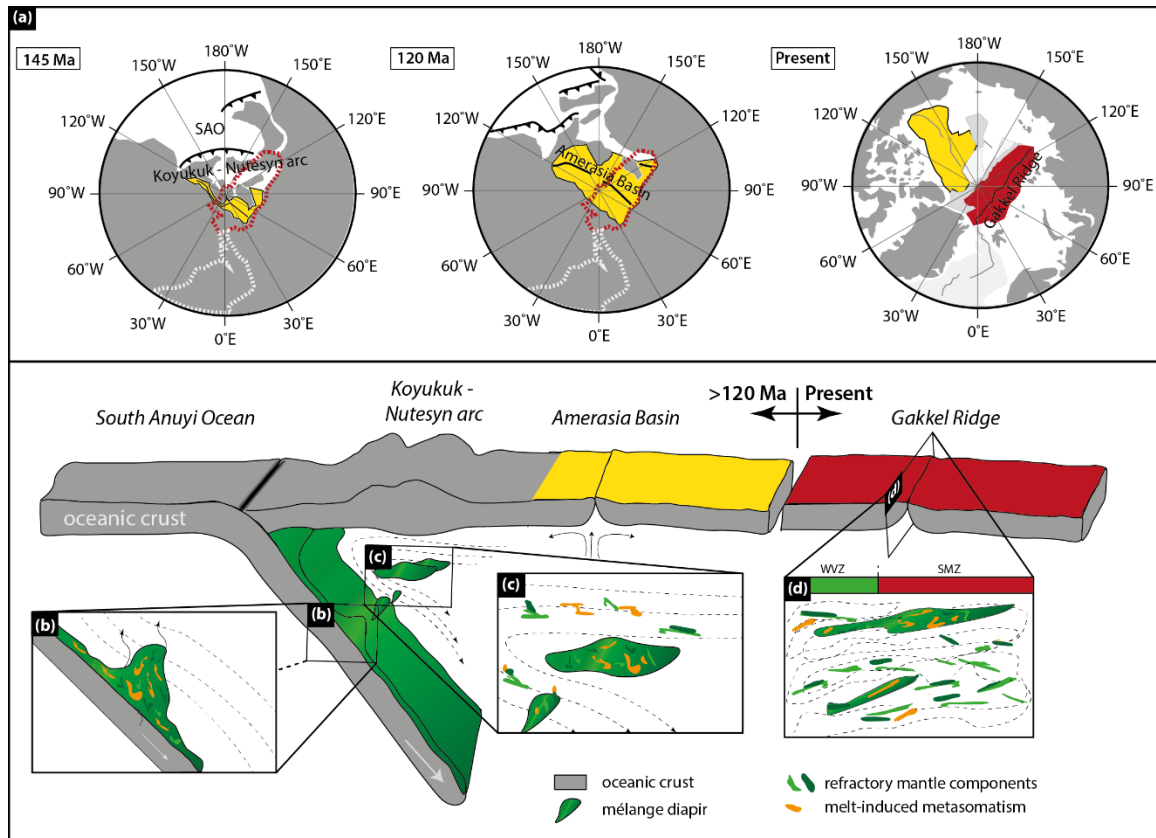 (a)
145 Ma
180°W
150°W
150°E
120°W
120°E
90°W
90°E
60°W
60°E
30°W
30°E
0°E
SAO
Koyukuk - Nutesyn arc
120 Ma
180°W
150°W
150°E
120°W
120°E
90°W
90°E
60°W
60°E
30°W
30°E
0°E
Amerasia Basin
Present
180°W
150°W
150°E
120°W
120°E
90°W
90°E
60°W
60°E
30°W
30°E
0°E
Gakkel Ridge
South Anuyi Ocean
Koyukuk -
Nutesyn arc
Amerasia Basin
>120 Ma
Present
Gakkel Ridge
oceanic crust
(d)
(c)
(b)
(b)
(c)
(d)
WVZ
SMZ
oceanic crust
mélange diapir
refractory mantle components
melt-induced metasomatism